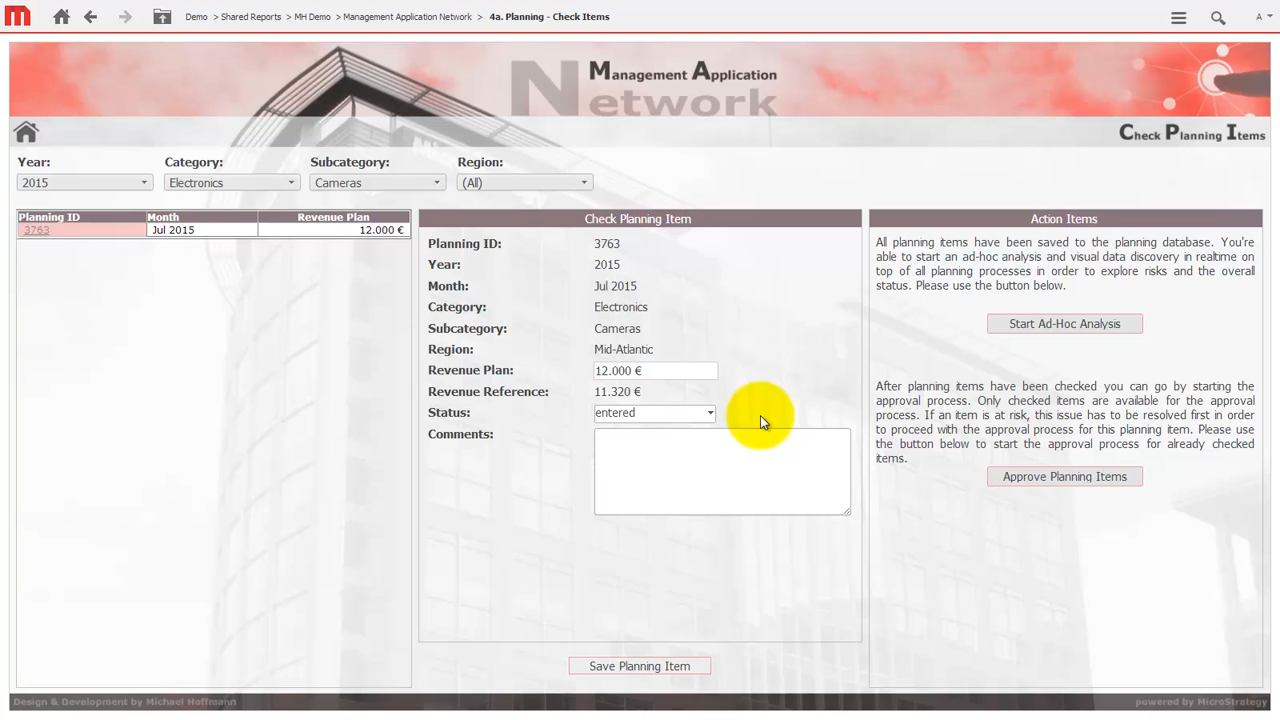 Demo > Shared Reports > MH Demo > Management Application Network > 4a. Planning - Check Items
A
Management Application
Network
Check Planning Items
Year: Category: Subcategory: Region:
2015 Electronics Cameras (All)
Planning ID Month Revenue Plan
3763 Jul 2015 12.000 €
Check Planning Item
Planning ID: 3763
Year: 2015
Month: Jul 2015
Category: Electronics
Subcategory: Cameras
Region: Mid-Atlantic
Revenue Plan: 12.000 €
Revenue Reference: 11.320 €
Status: entered
Comments:
Save Planning Item
Action Items
All planning items have been saved to the planning database. You're
able to start an ad-hoc analysis and visual data discovery in realtime on
top of all planning processes in order to explore risks and the overall
status. Please use the button below.
Start Ad-Hoc Analysis
After planning items have been checked you can go by starting the
approval process. Only checked items are available for the approval
process. If an item is at risk, this issue has to be resolved first in order
to proceed with the approval process for this planning item. Please use
the button below to start the approval process for already checked
items.
Approve Planning Items
Design & Development by Michael Hoffmann
powered by MicroStrategy